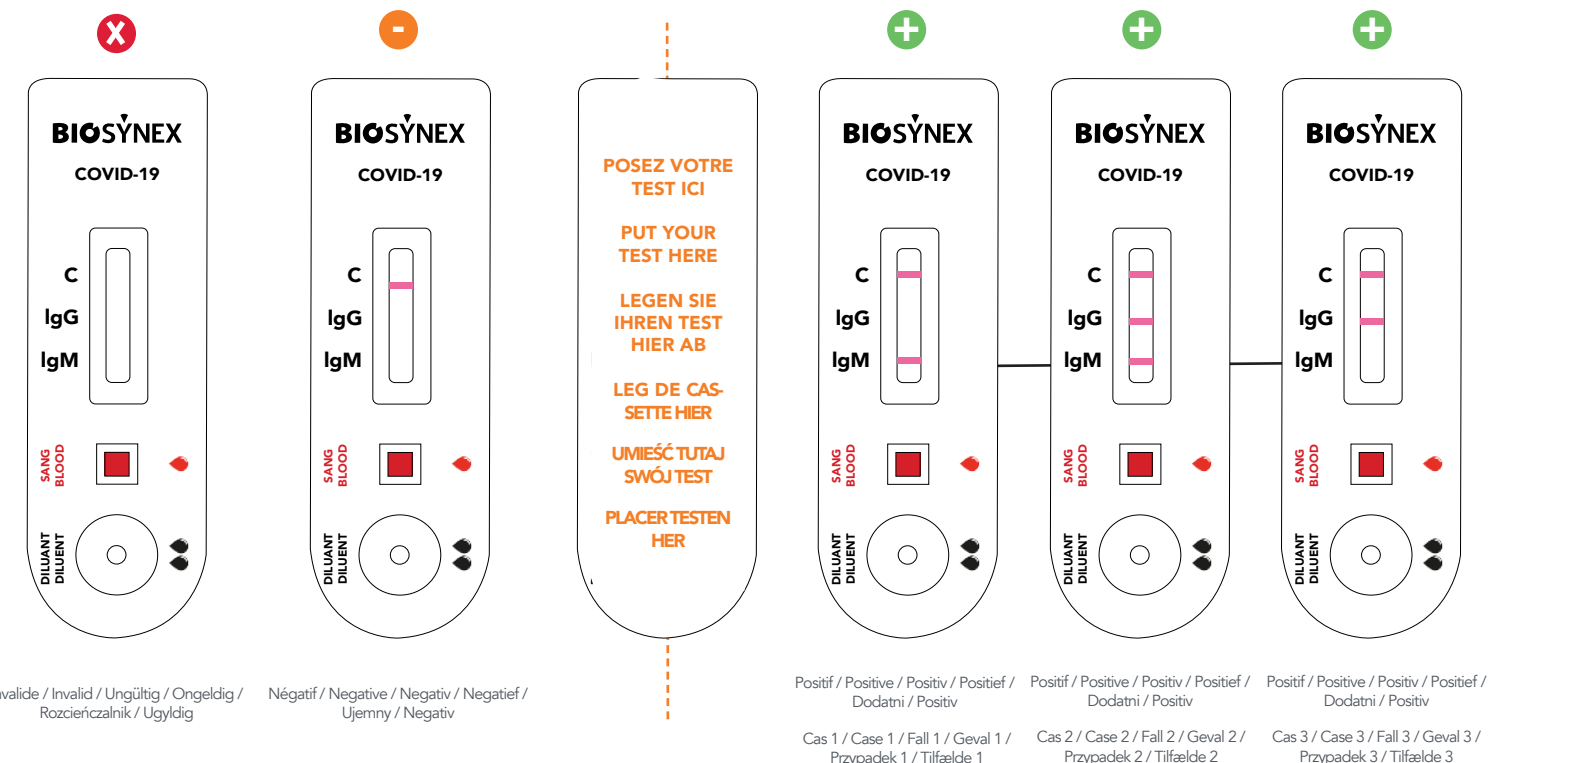 X
-
+
+
+
BIOSYNEX
COVID-19
C
IgG
IgM
SANG
BLOOD
DILUANT
DILUENT
/ Invalid / Ungültig / Ongeldig /
Rozcieńczalnik / Ugyldig
BIOSYNEX
COVID-19
C
IgG
IgM
SANG
BLOOD
DILUANT
DILUENT
Négatif / Negative / Negativ / Negatief /
Ujemny / Negativ
POSEZ VOTRE
TEST ICI
PUT YOUR
TEST HERE
LEGEN SIE
IHREN TEST
HIER AB
LEG DE CAS-
SETTE HIER
UMIEŚĆ TUTAJ
SWÓJ TEST
PLACER TESTEN
HER
BIOSYNEX
COVID-19
C
IgG
IgM
SANG
BLOOD
DILUANT
DILUENT
Positif / Positive / Positiv / Positief /
Dodatni / Positiv
Cas 1 / Case 1 / Fall 1 / Geval 1 /
Przypadek 1 / Tilfælde 1
BIOSYNEX
COVID-19
C
IgG
IgM
SANG
BLOOD
DILUANT
DILUENT
Positif / Positive / Positiv / Positief /
Dodatni / Positiv
Cas 2 / Case 2 / Fall 2 / Geval 2 /
Przypadek 2 / Tilfælde 2
BIOSYNEX
COVID-19
C
IgG
IgM
SANG
BLOOD
DILUANT
DILUENT
Positif / Positive / Positiv / Positief /
Dodatni / Positiv
Cas 3 / Case 3 / Fall 3 / Geval 3 /
Przypadek 3 / Tilfælde 3